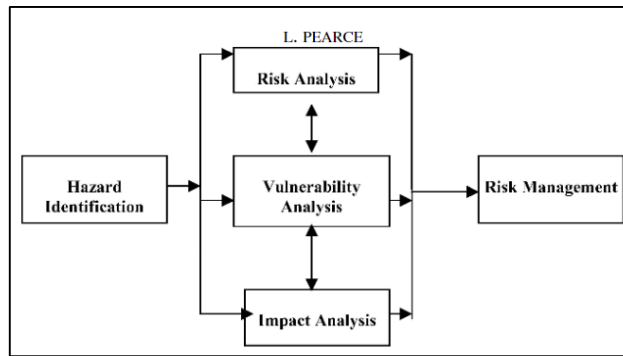 L. PEARCE
Risk Analysis
Hazard
Identification
Vulnerability
Analysis
Risk Management
Impact Analysis